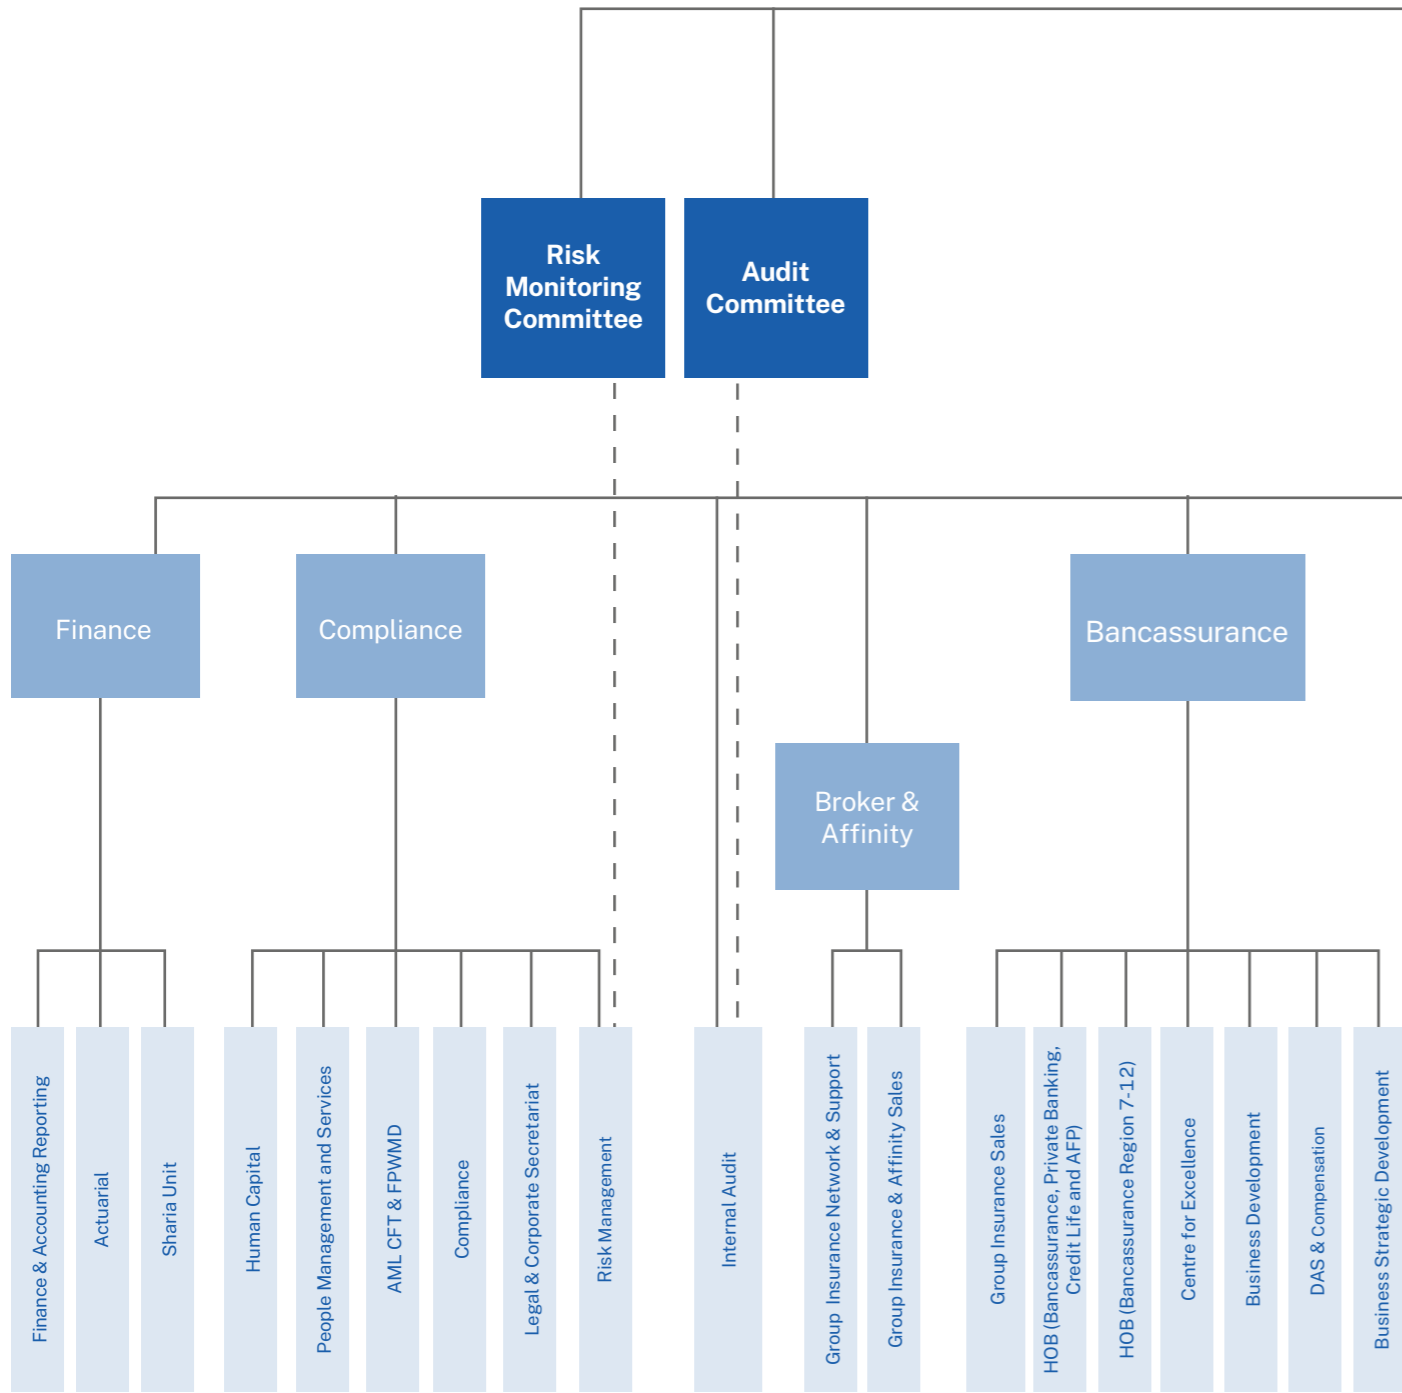 Risk
Monitoring
Committee
Audit
Committee
Finance
Compliance
Bancassurance
Broker &
Affinity
Finance & Accounting Reporting
Actuarial
Sharia Unit
Human Capital
People Management and Services
AML CFT & FPWMD
Compliance
Legal & Corporate Secretariat
Risk Management
Internal Audit
Group Insurance Network & Support
Group Insurance & Affinity Sales
Group Insurance Sales
HOB (Bancassurance, Private Banking,
Credit Life and AFP)
HOB (Bancassurance Region 7-12)
Centre for Excellence
Business Development
DAS & Compensation
Business Strategic Development